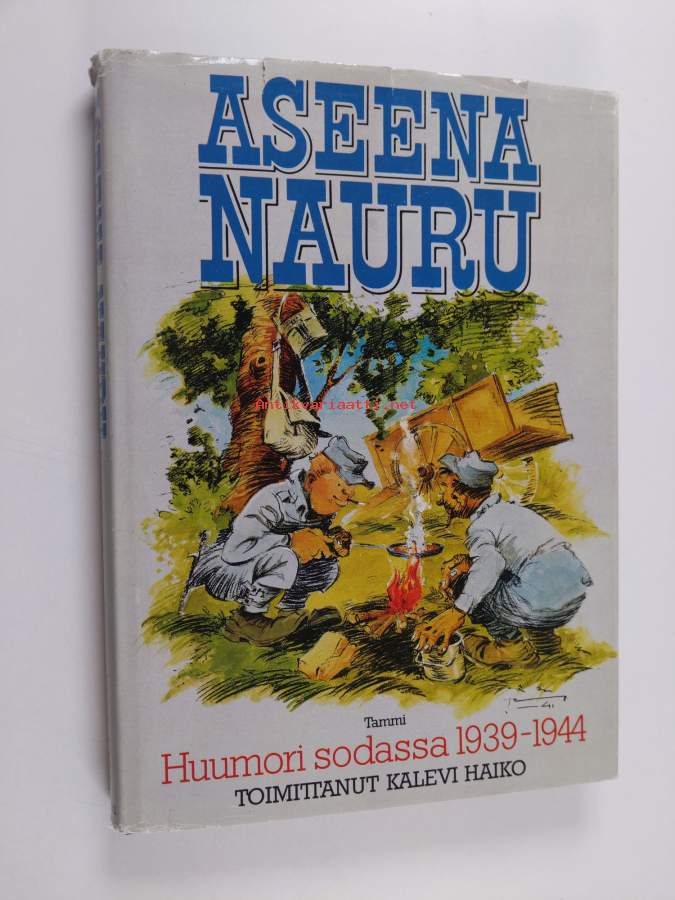 ASEENA
NAURU
Antikvariaatti.net
Tammi
Huumori sodassa 1939-1944
TOIMITTANUT KALEVI HAIKO